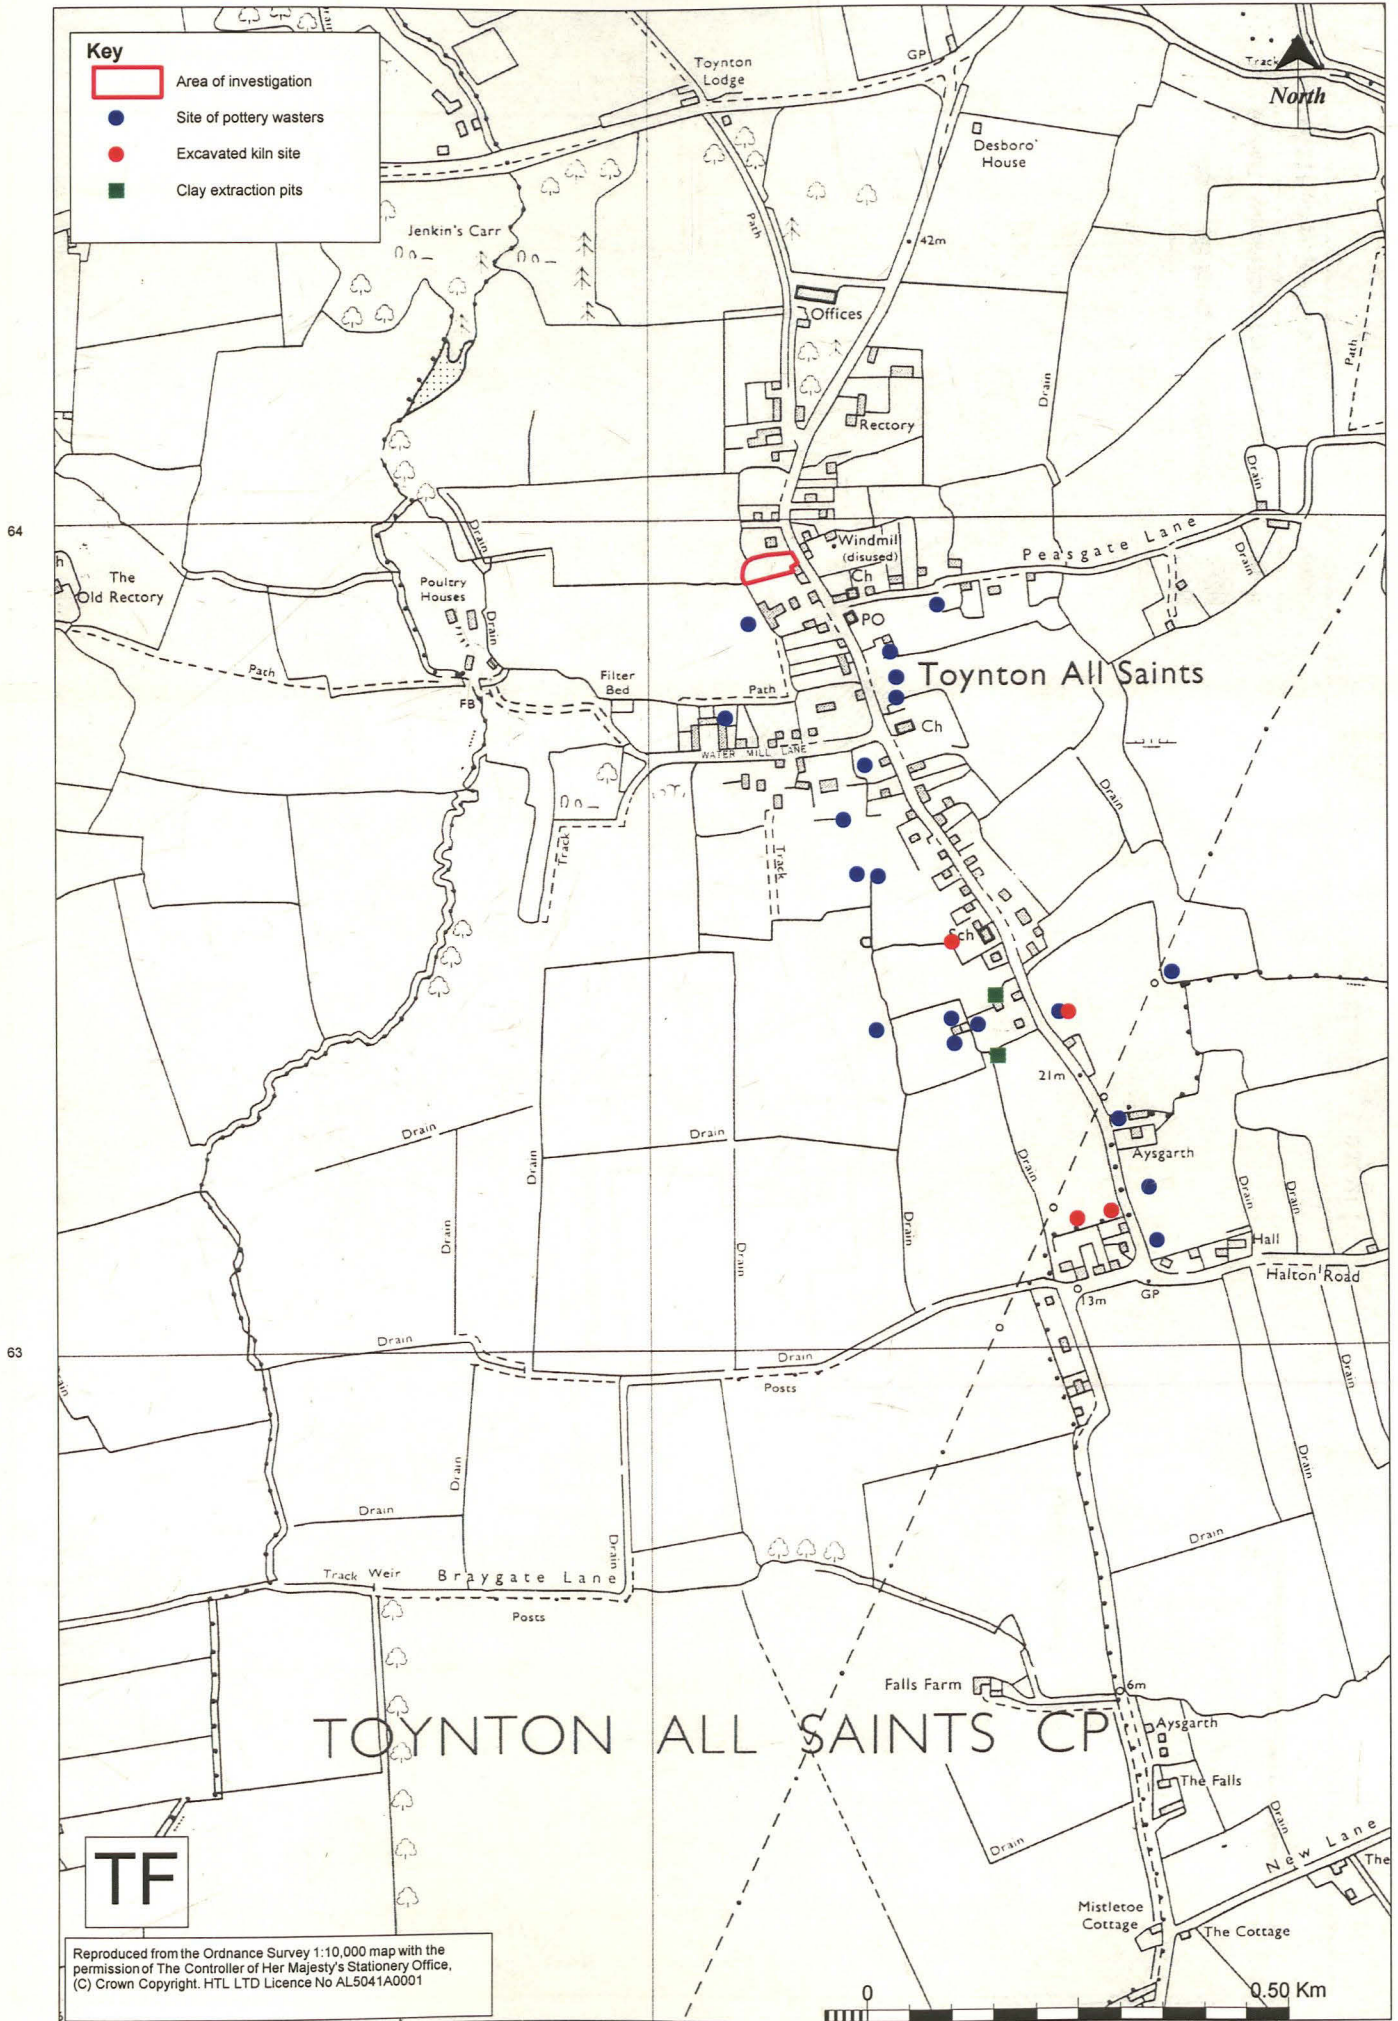 Key
Area of investigation
Site of pottery wasters
Excavated kiln site
Clay extraction pits
Toynton
Lodge
GP
Track
North
Desboro'
House
Jenkin's Carr
Path
42m
Offices
Drain
Path
Rectory
Drain
64
Drain
Windmill
(disused)
Peasgate Lane
Drain
The
Old Rectory
Poultry
Houses
Ch
PO
Drain
Toynton All Saints
Path
Filter
Bed
Path
FB
Ch
WATER MILL LANE
Drain
Track
Track
Sch
21m
Drain
Drain
Drain
Drain
Aysgarth
Drain
Drain
Drain
Drain
Drain
Hall
Halton Road
13m
GP
63
Drain
Drain
Posts
Drain
Drain
Drain
Drain
Drain
Drain
Track
Weir
Braygate Lane
Posts
Falls Farm
6m
TOYNTON ALL SAINTS CP
Aysgarth
The Falls
Drain
Drain
New Lane
The
TF
Mistletoe
Cottage
The Cottage
Reproduced from the Ordnance Survey 1:10,000 map with the
permission of The Controller of Her Majesty's Stationery Office,
(C) Crown Copyright. HTL LTD Licence No AL5041A0001
0
0.50 Km